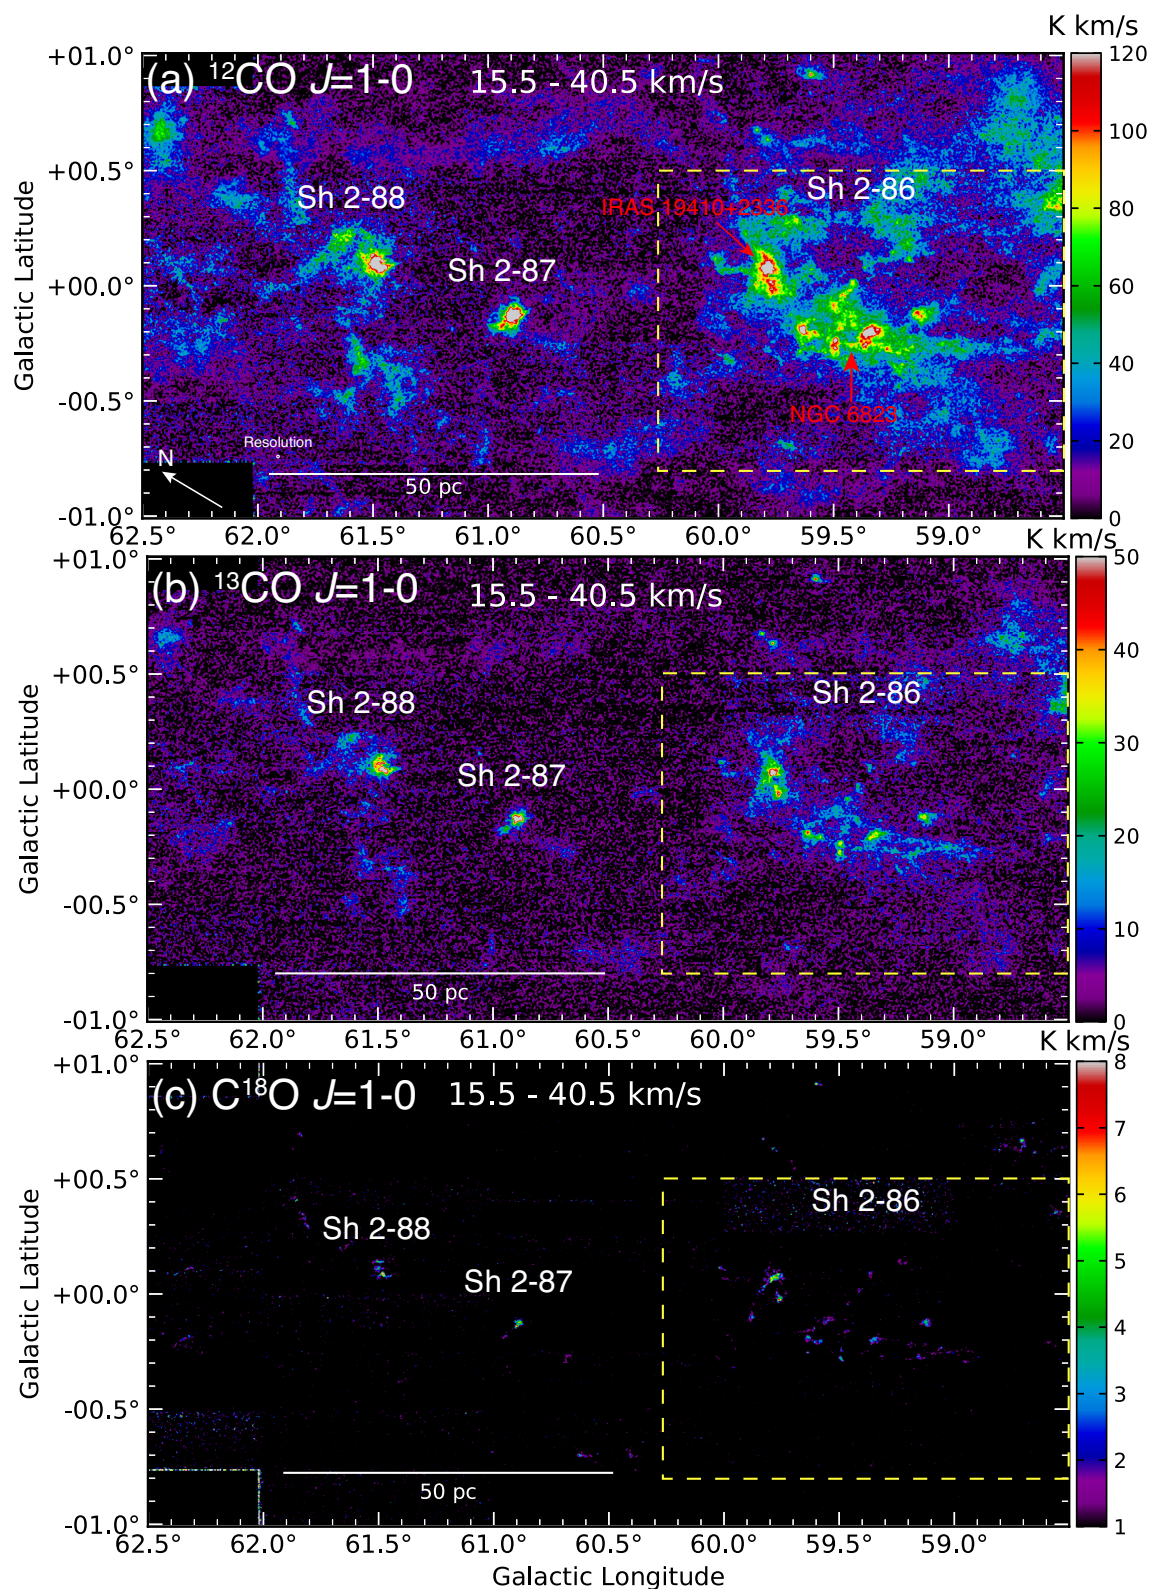 K km/s
(a) ¹²CO J=1-0 15.5 - 40.5 km/s
+01.0°
+00.5°
+00.0°
-00.5°
-01.0°
Galactic Latitude
Sh 2-88
Sh 2-87
Sh 2-86
IRAS 19410+2336
NGC 6823
Resolution
N
50 pc
120
100
80
60
40
20
0
62.5° 62.0° 61.5° 61.0° 60.5° 60.0° 59.5° 59.0°
K km/s
(b) ¹³CO J=1-0 15.5 - 40.5 km/s
+01.0°
+00.5°
+00.0°
-00.5°
-01.0°
Galactic Latitude
Sh 2-88
Sh 2-87
Sh 2-86
50 pc
50
40
30
20
10
0
62.5° 62.0° 61.5° 61.0° 60.5° 60.0° 59.5° 59.0°
K km/s
(c) C¹⁸O J=1-0 15.5 - 40.5 km/s
+01.0°
+00.5°
+00.0°
-00.5°
-01.0°
Galactic Latitude
Sh 2-88
Sh 2-87
Sh 2-86
50 pc
8
7
6
5
4
3
2
1
62.5° 62.0° 61.5° 61.0° 60.5° 60.0° 59.5° 59.0°
Galactic Longitude